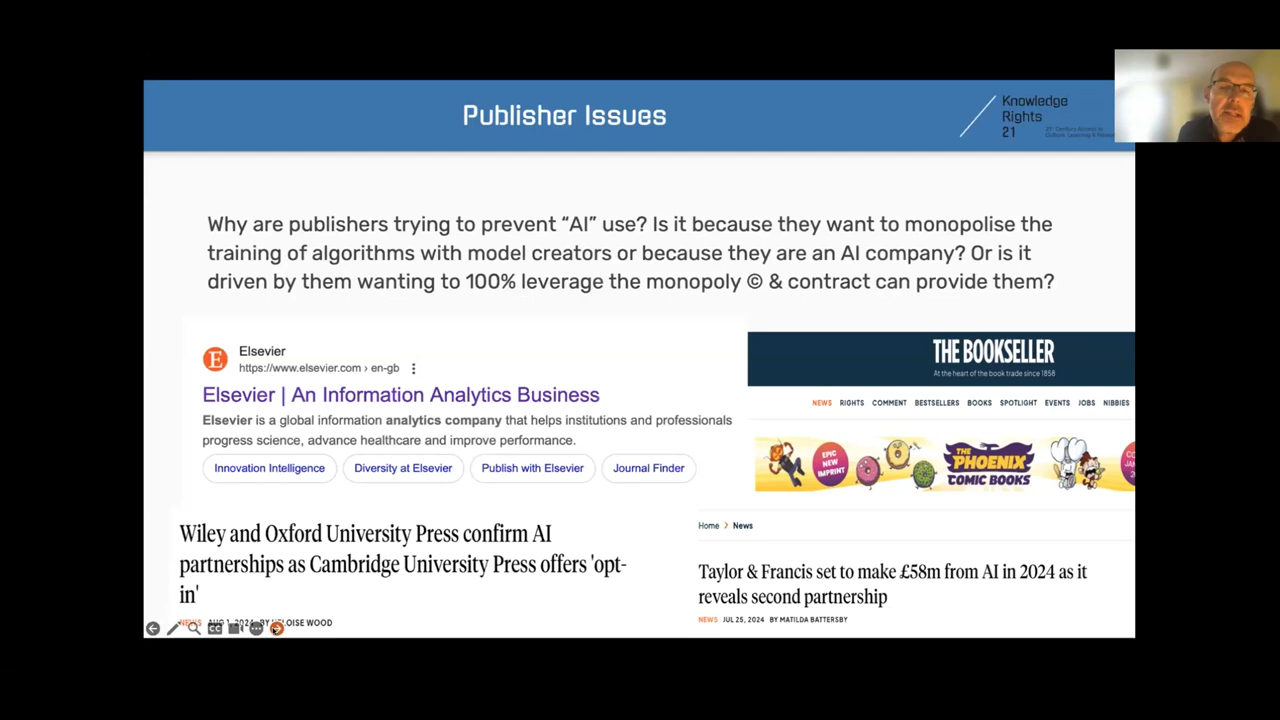 Publisher Issues
Knowledge
Rights
21
Why are publishers trying to prevent “AI” use? Is it because they want to monopolise the
training of algorithms with model creators or because they are an AI company? Or is it
driven by them wanting to 100% leverage the monopoly © & contract can provide them?
E
Elsevier
https://www.elsevier.com › en-gb
Elsevier | An Information Analytics Business
Elsevier is a global information analytics company that helps institutions and professionals
progress science, advance healthcare and improve performance.
Innovation Intelligence
Diversity at Elsevier
Publish with Elsevier
Journal Finder
THE BOOKSELLER
At the heart of the book trade since 1858
NEWS RIGHTS COMMENT BESTSELLERS BOOKS SPOTLIGHT EVENTS JOBS NIBBIES
EPIC
NEW
IMPRINT
THE
PHOENIX
COMIC BOOKS
Wiley and Oxford University Press confirm AI
partnerships as Cambridge University Press offers 'opt-
in'
NEWS AUG 1, 2024 BY HELOISE WOOD
CC
Home > News
Taylor & Francis set to make £58m from AI in 2024 as it
reveals second partnership
NEWS JUL 25, 2024 BY MATILDA BATTERSBY